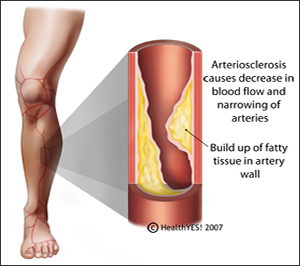 Arteriosclerosis
causes decrease in
blood flow and
narrowing of
arteries
Build up of fatty
tissue in artery
wall
© HealthYES! 2007